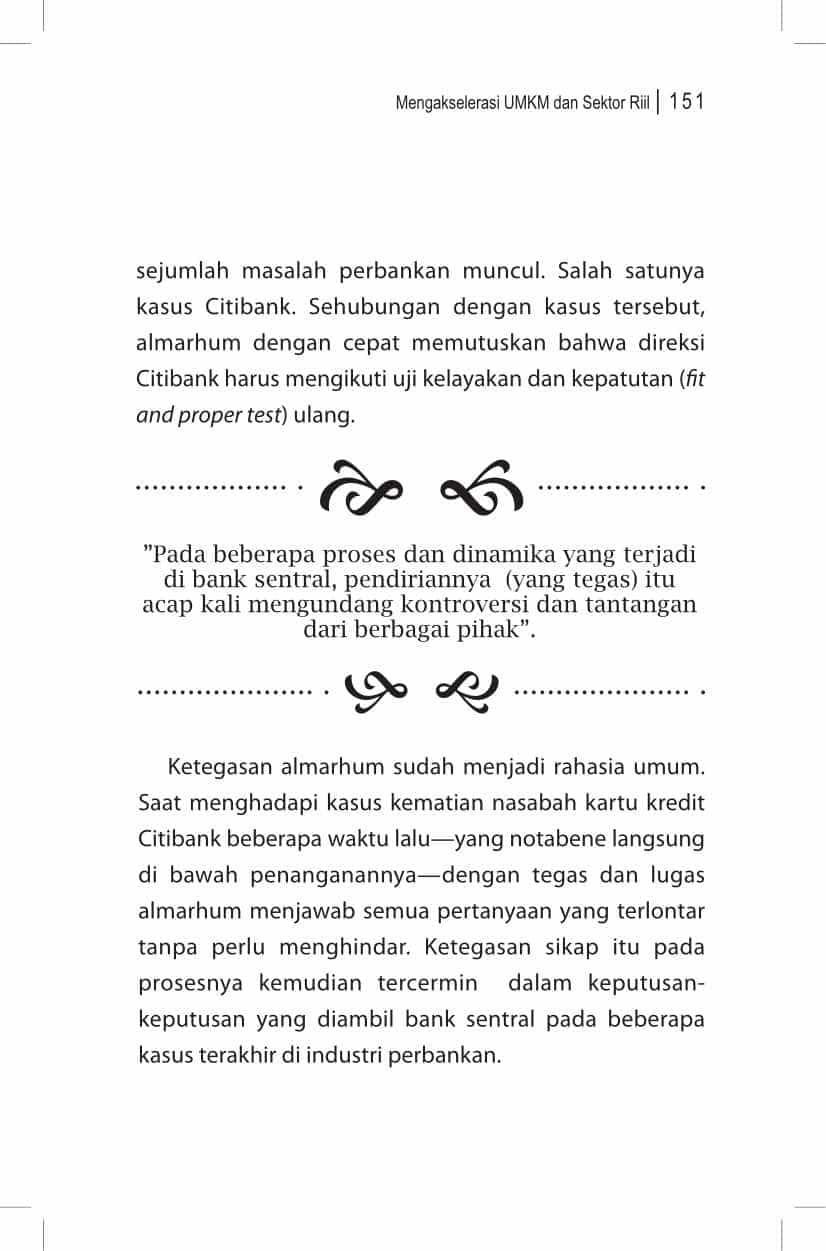 Mengakselerasi UMKM dan Sektor Riil | 151
sejumlah masalah perbankan muncul. Salah satunya
kasus Citibank. Sehubungan dengan kasus tersebut,
almarhum dengan cepat memutuskan bahwa direksi
Citibank harus mengikuti uji kelayakan dan kepatutan (fit
and proper test) ulang.
”Pada beberapa proses dan dinamika yang terjadi
di bank sentral, pendiriannya  (yang tegas) itu
acap kali mengundang kontroversi dan tantangan
dari berbagai pihak”.
Ketegasan almarhum sudah menjadi rahasia umum.
Saat menghadapi kasus kematian nasabah kartu kredit
Citibank beberapa waktu lalu—yang notabene langsung
di bawah penanganannya—dengan tegas dan lugas
almarhum menjawab semua pertanyaan yang terlontar
tanpa perlu menghindar. Ketegasan sikap itu pada
prosesnya kemudian tercermin  dalam keputusan-
keputusan yang diambil bank sentral pada beberapa
kasus terakhir di industri perbankan.